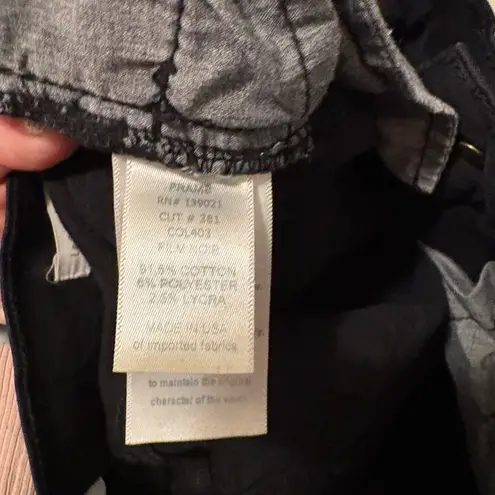 FRAME
RN# 139021
CUT # 381
COL403
FILM NOIR
91.5% COTTON
6% POLYESTER
2.5% LYCRA
MADE IN USA
of imported fabrics
to maintain the original
character of the wash